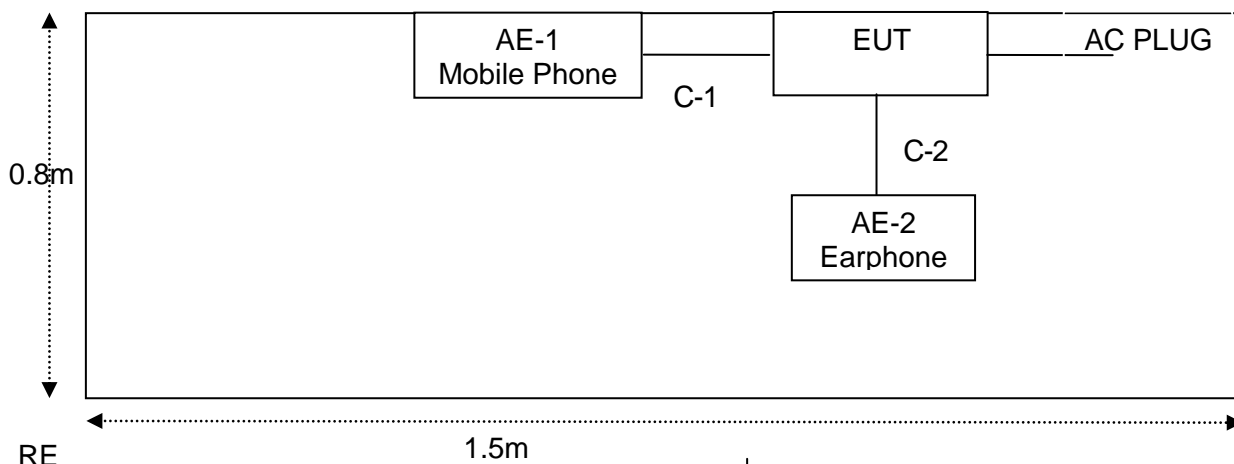 AE-1
Mobile Phone
EUT
AC PLUG
C-1
C-2
0.8m
AE-2
Earphone
1.5m
RE